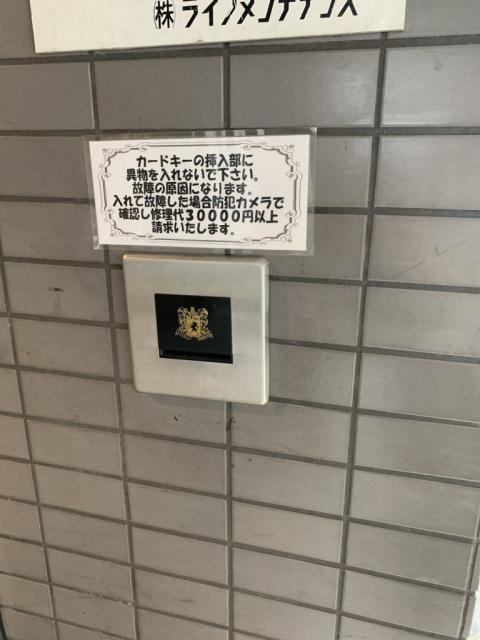 ㈱ ライフメンテナンス
カードキーの挿入部に
異物を入れないで下さい。
故障の原因になります。
入れて故障した場合防犯カメラで
確認し修理代30000円以上
請求いたします。